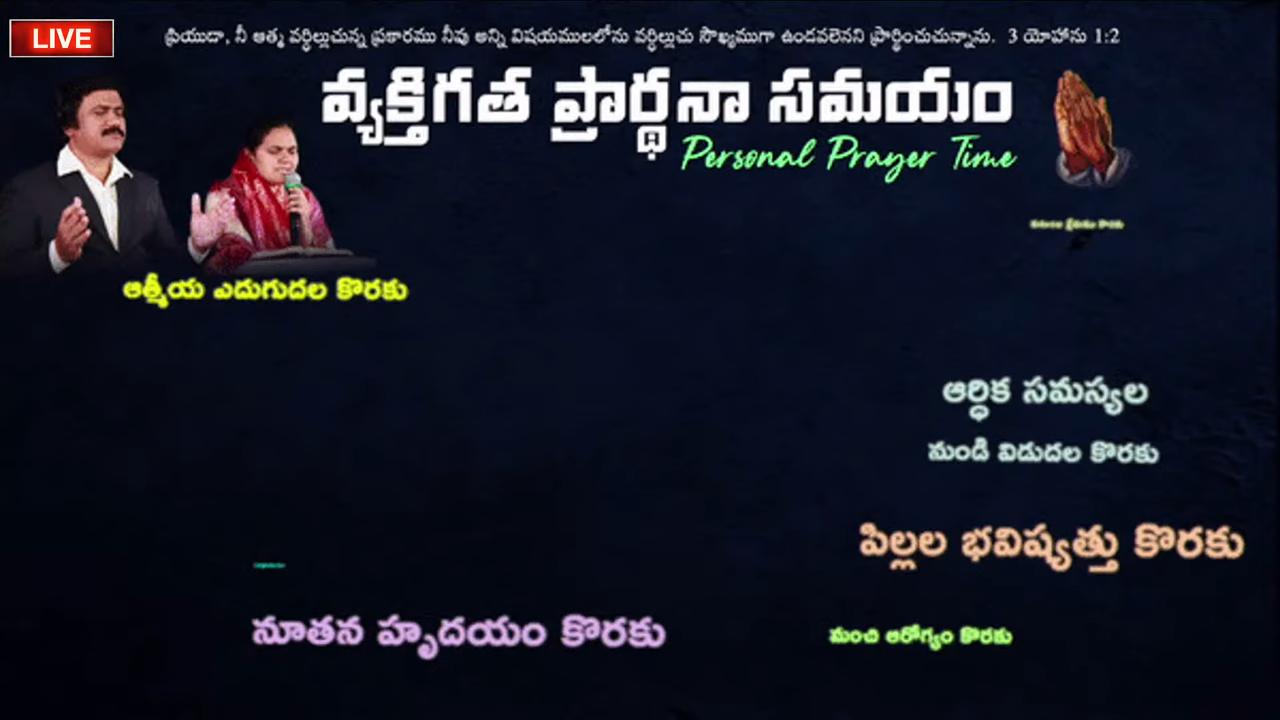 LIVE
ప్రియుడా, నీ ఆత్మ వర్ధిల్లుచున్న ప్రకారము నీవు అన్ని విషయములలోను వర్ధిల్లుచు సౌఖ్యముగా ఉండవలెనని ప్రార్థించుచున్నాను. 3 యోహాను 1:2
వ్యక్తిగత ప్రార్థనా సమయం
Personal Prayer Time
ఆత్మీయ ఎదుగుదల కొరకు
ఆర్ధిక సమస్యల
నుండి విడుదల కొరకు
పిల్లల భవిష్యత్తు కొరకు
నూతన హృదయం కొరకు
మంచి ఆరోగ్యం కొరకు